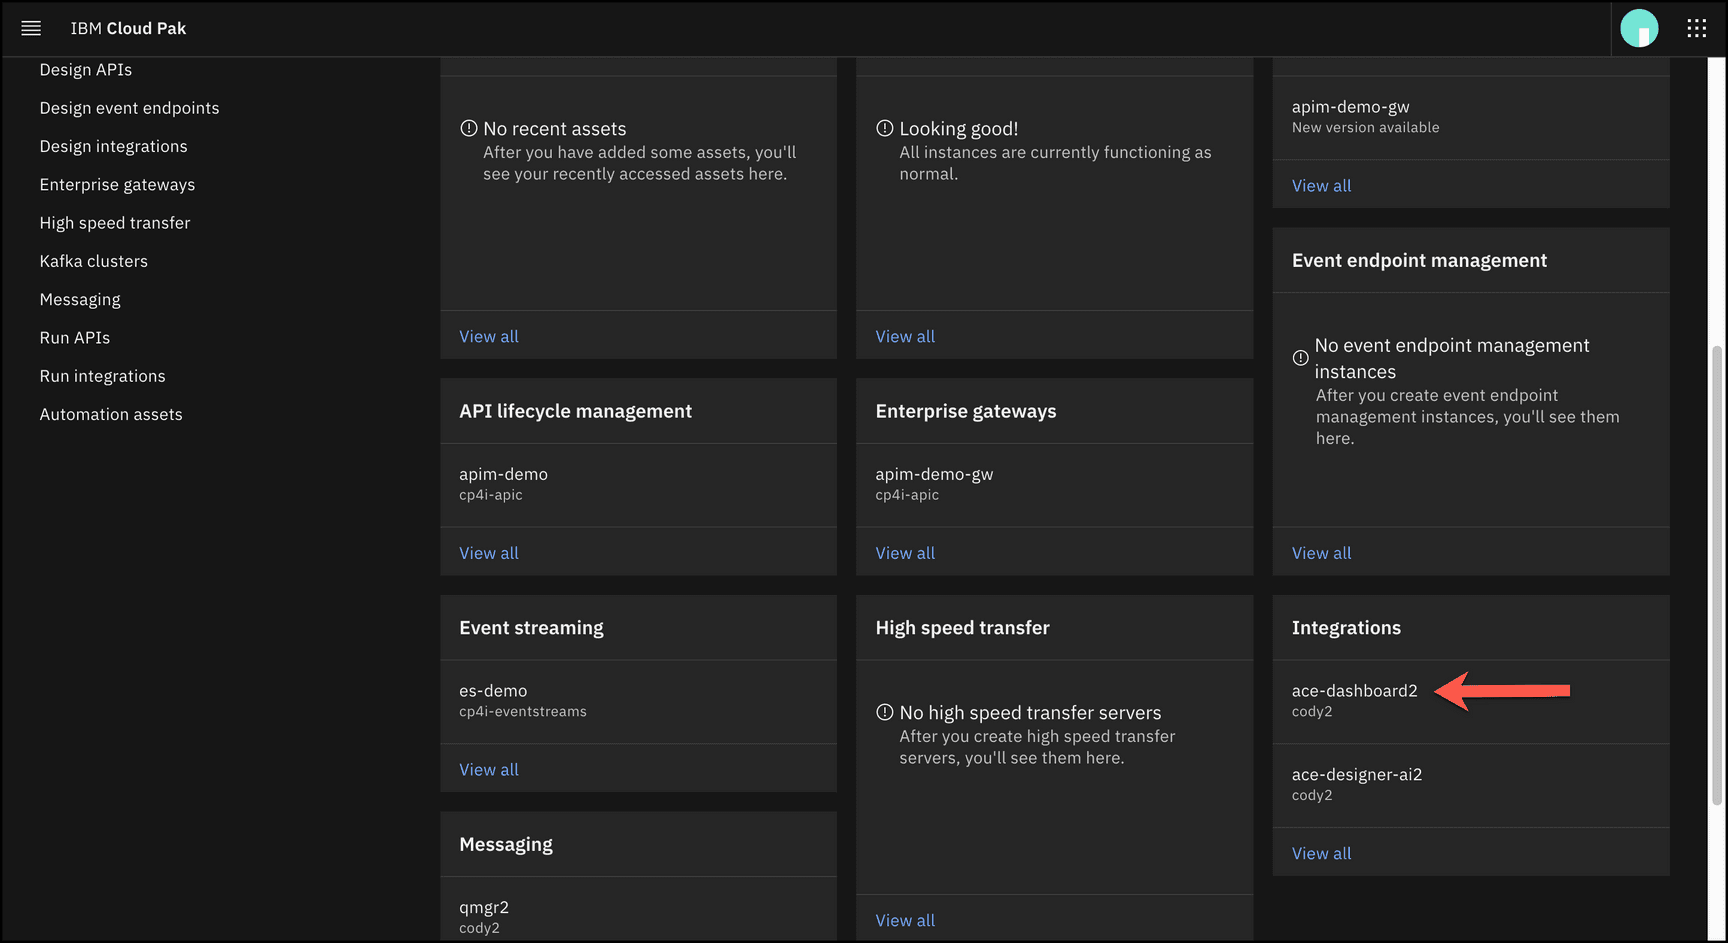 IBM Cloud Pak
Design APIs
Design event endpoints
Design integrations
Enterprise gateways
High speed transfer
Kafka clusters
Messaging
Run APIs
Run integrations
Automation assets
No recent assets
After you have added some assets, you'll
see your recently accessed assets here.
View all
Looking good!
All instances are currently functioning as
normal.
View all
apim-demo-gw
New version available
View all
Event endpoint management
No event endpoint management
instances
After you create event endpoint
management instances, you'll see them
here.
View all
API lifecycle management
apim-demo
cp4i-apic
View all
Enterprise gateways
apim-demo-gw
cp4i-apic
View all
Event streaming
es-demo
cp4i-eventstreams
View all
High speed transfer
No high speed transfer servers
After you create high speed transfer
servers, you'll see them here.
View all
Integrations
ace-dashboard2
cody2
ace-designer-ai2
cody2
View all
Messaging
qmgr2
cody2